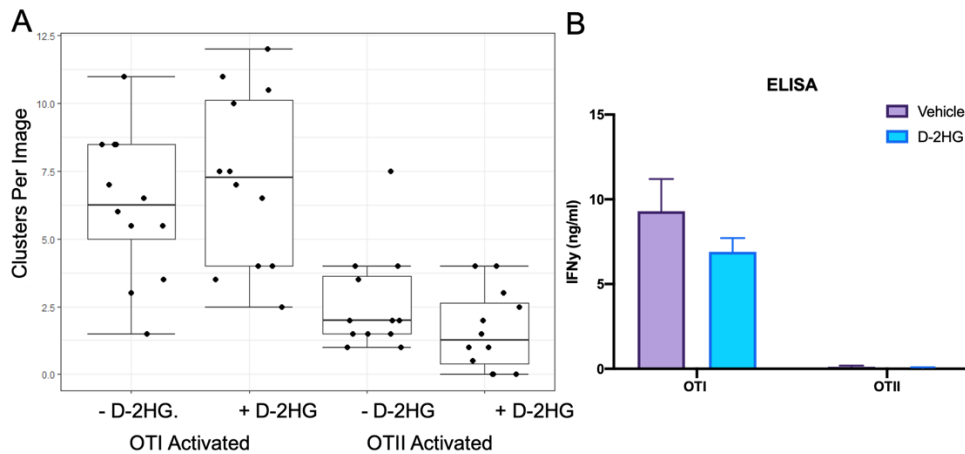 A
Clusters Per Image
12.5
10.0
7.5
5.0
2.5
0.0
- D-2HG.
+ D-2HG
- D-2HG
+ D-2HG
OTI Activated
OTII Activated
B
ELISA
Vehicle
D-2HG
IFNy (ng/ml)
15
10
5
0
OTI
OTII